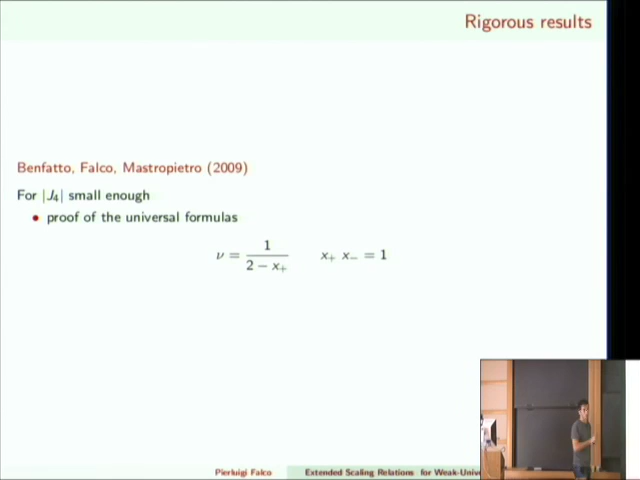 Rigorous results
Benfatto, Falco, Mastropietro (2009)
For |J₄| small enough
• proof of the universal formulas
ν = 1 / (2 − x₊)    x₊ x₋ = 1
Pierluigi Falco    Extended Scaling Relations for Weak-Univ